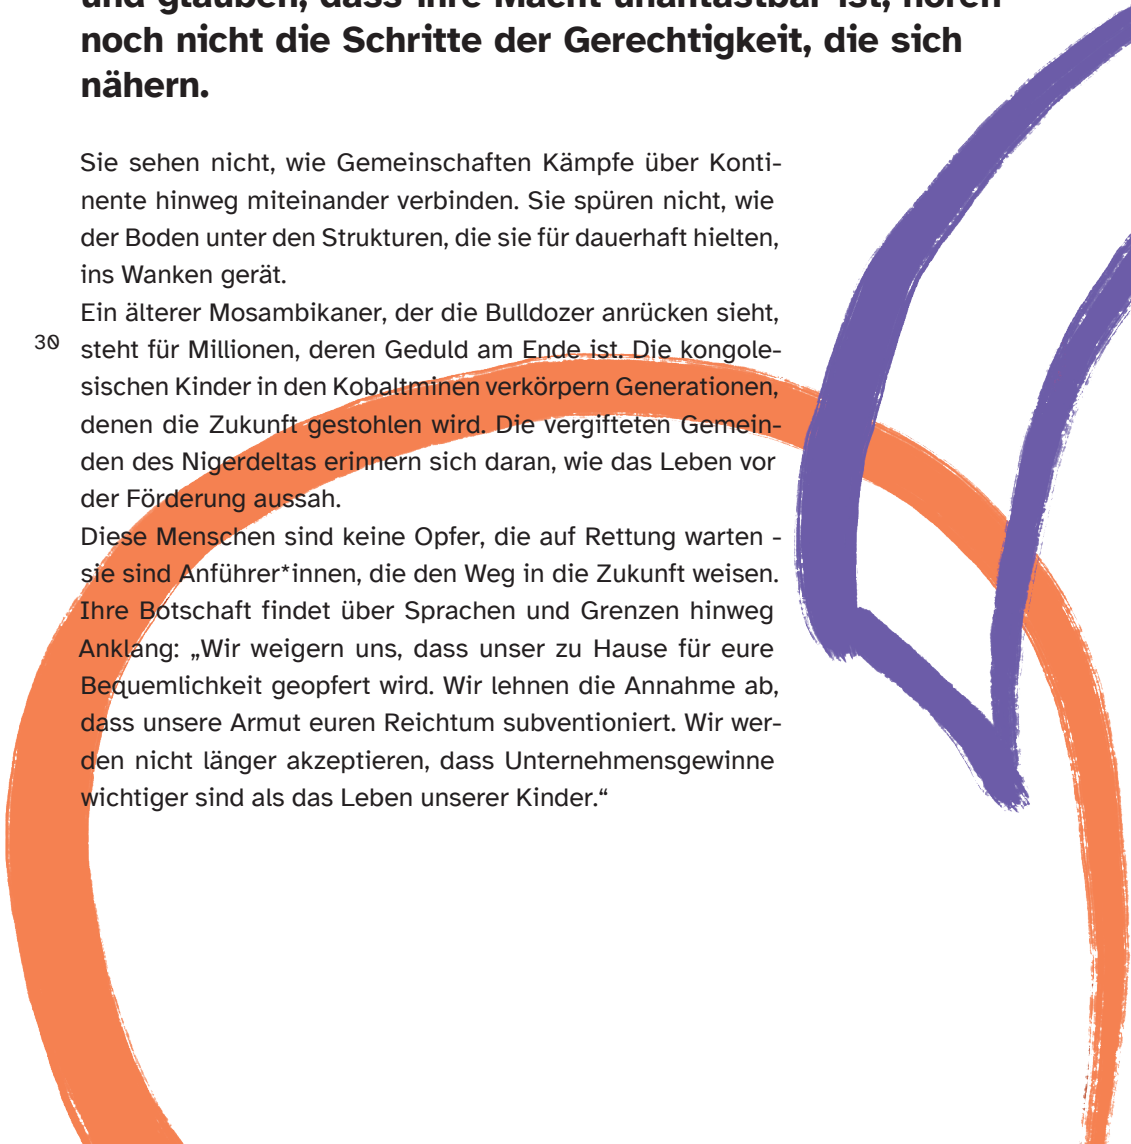 und glauben, dass ihre Macht unantastbar ist, hören
noch nicht die Schritte der Gerechtigkeit, die sich
nähern.
Sie sehen nicht, wie Gemeinschaften Kämpfe über Konti-
nente hinweg miteinander verbinden. Sie spüren nicht, wie
der Boden unter den Strukturen, die sie für dauerhaft hielten,
ins Wanken gerät.
Ein älterer Mosambikaner, der die Bulldozer anrücken sieht,
30
steht für Millionen, deren Geduld am Ende ist. Die kongole-
sischen Kinder in den Kobaltminen verkörpern Generationen,
denen die Zukunft gestohlen wird. Die vergifteten Gemein-
den des Nigerdeltas erinnern sich daran, wie das Leben vor
der Förderung aussah.
Diese Menschen sind keine Opfer, die auf Rettung warten -
sie sind Anführer*innen, die den Weg in die Zukunft weisen.
Ihre Botschaft findet über Sprachen und Grenzen hinweg
Anklang: „Wir weigern uns, dass unser zu Hause für eure
Bequemlichkeit geopfert wird. Wir lehnen die Annahme ab,
dass unsere Armut euren Reichtum subventioniert. Wir wer-
den nicht länger akzeptieren, dass Unternehmensgewinne
wichtiger sind als das Leben unserer Kinder.“